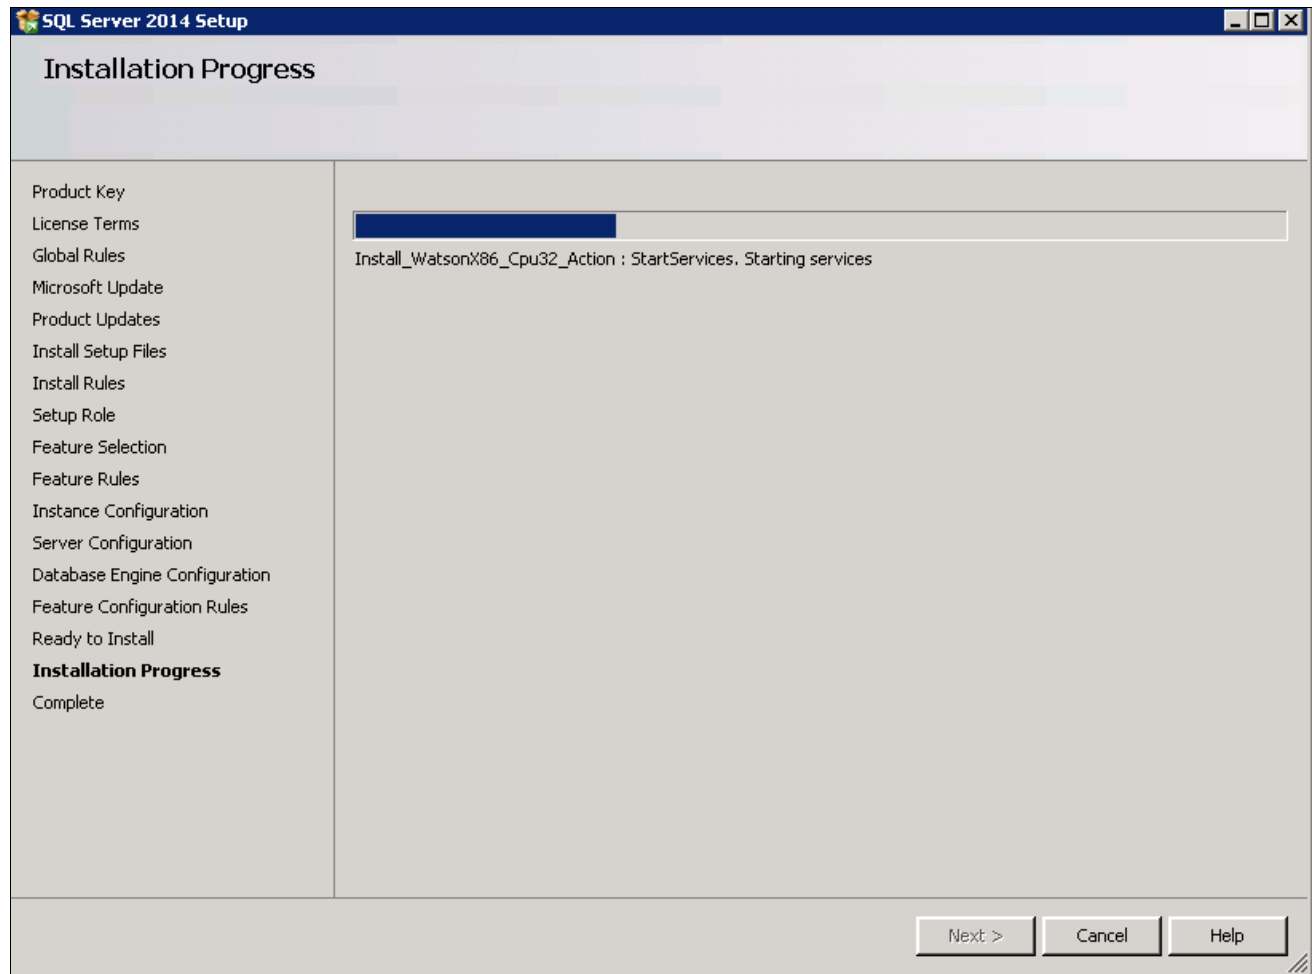 SQL Server 2014 Setup
Installation Progress
Product Key
License Terms
Global Rules
Microsoft Update
Product Updates
Install Setup Files
Install Rules
Setup Role
Feature Selection
Feature Rules
Instance Configuration
Server Configuration
Database Engine Configuration
Feature Configuration Rules
Ready to Install
Installation Progress
Complete
Install_WatsonX86_Cpu32_Action : StartServices. Starting services
Next >
Cancel
Help